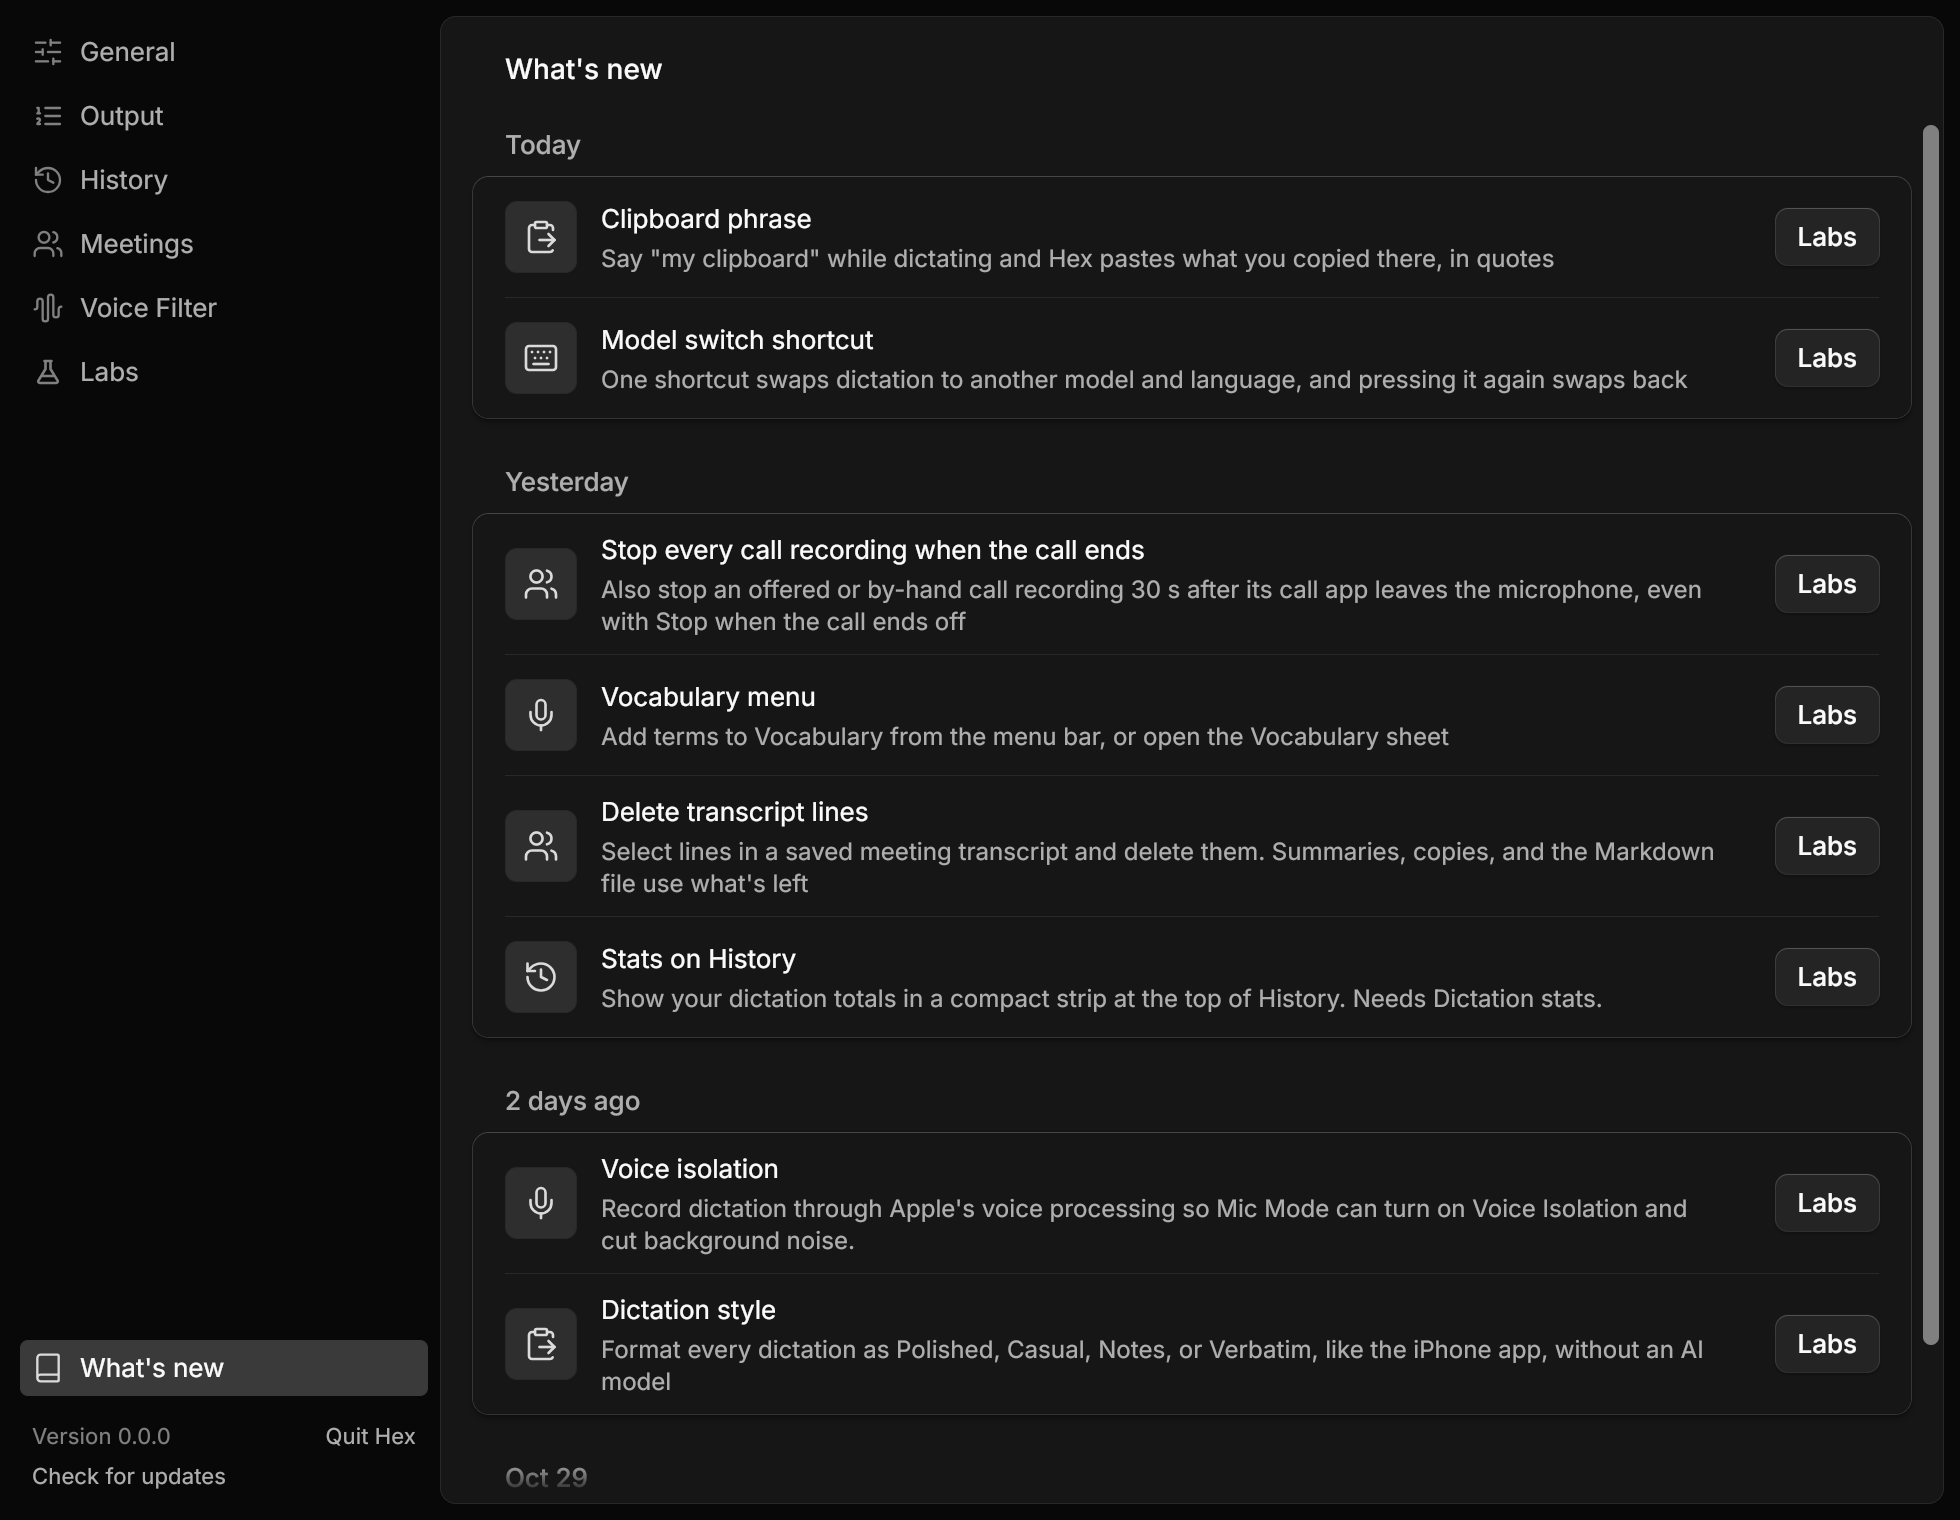 General
Output
History
Meetings
Voice Filter
Labs
What's new
Version 0.0.0
Quit Hex
Check for updates
What's new
Today
Clipboard phrase
Say "my clipboard" while dictating and Hex pastes what you copied there, in quotes
Labs
Model switch shortcut
One shortcut swaps dictation to another model and language, and pressing it again swaps back
Labs
Yesterday
Stop every call recording when the call ends
Also stop an offered or by-hand call recording 30 s after its call app leaves the microphone, even
with Stop when the call ends off
Labs
Vocabulary menu
Add terms to Vocabulary from the menu bar, or open the Vocabulary sheet
Labs
Delete transcript lines
Select lines in a saved meeting transcript and delete them. Summaries, copies, and the Markdown
file use what's left
Labs
Stats on History
Show your dictation totals in a compact strip at the top of History. Needs Dictation stats.
Labs
2 days ago
Voice isolation
Record dictation through Apple's voice processing so Mic Mode can turn on Voice Isolation and
cut background noise.
Labs
Dictation style
Format every dictation as Polished, Casual, Notes, or Verbatim, like the iPhone app, without an AI
model
Labs
Oct 29